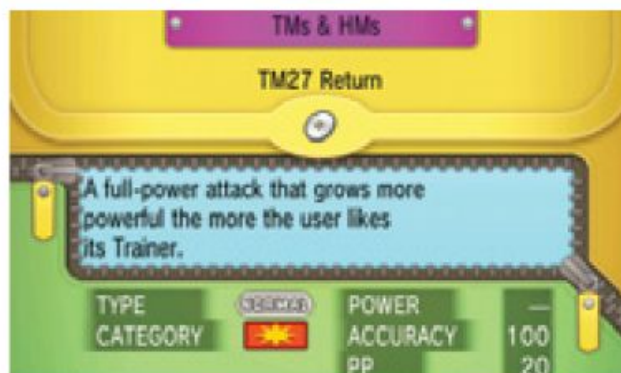 TMs & HMs
TM27 Return
A full-power attack that grows more
powerful the more the user likes
its Trainer.
TYPE NORMAL POWER —
CATEGORY ACCURACY 100
PP 20